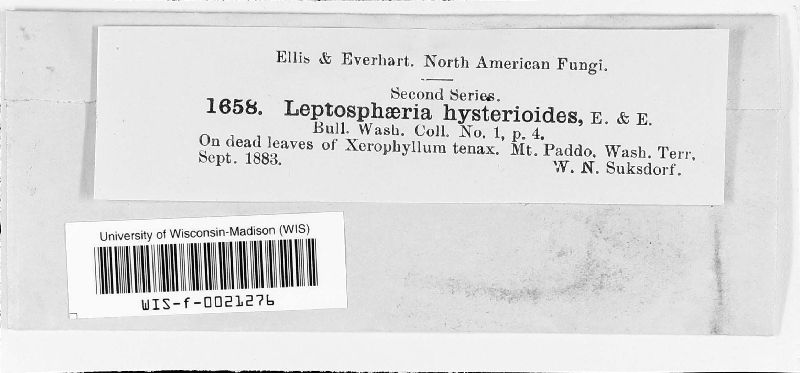 Ellis & Everhart. North American Fungi.
Second Series.
1658. Leptosphæria hysterioides, E. & E.
Bull. Wash. Coll. No. 1, p. 4.
On dead leaves of Xerophyllum tenax. Mt. Paddo, Wash. Terr,
Sept. 1883.
W. N. Suksdorf.
University of Wisconsin-Madison (WIS)
WIS-f-0021276